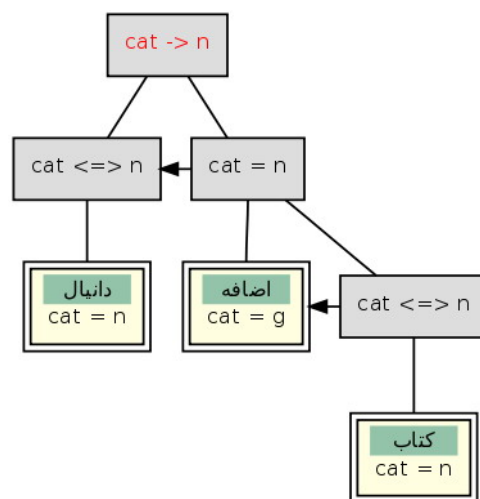 cat -> n
cat <=> n
cat = n
دانیال
cat = n
اضافه
cat = g
cat <=> n
کتاب
cat = n